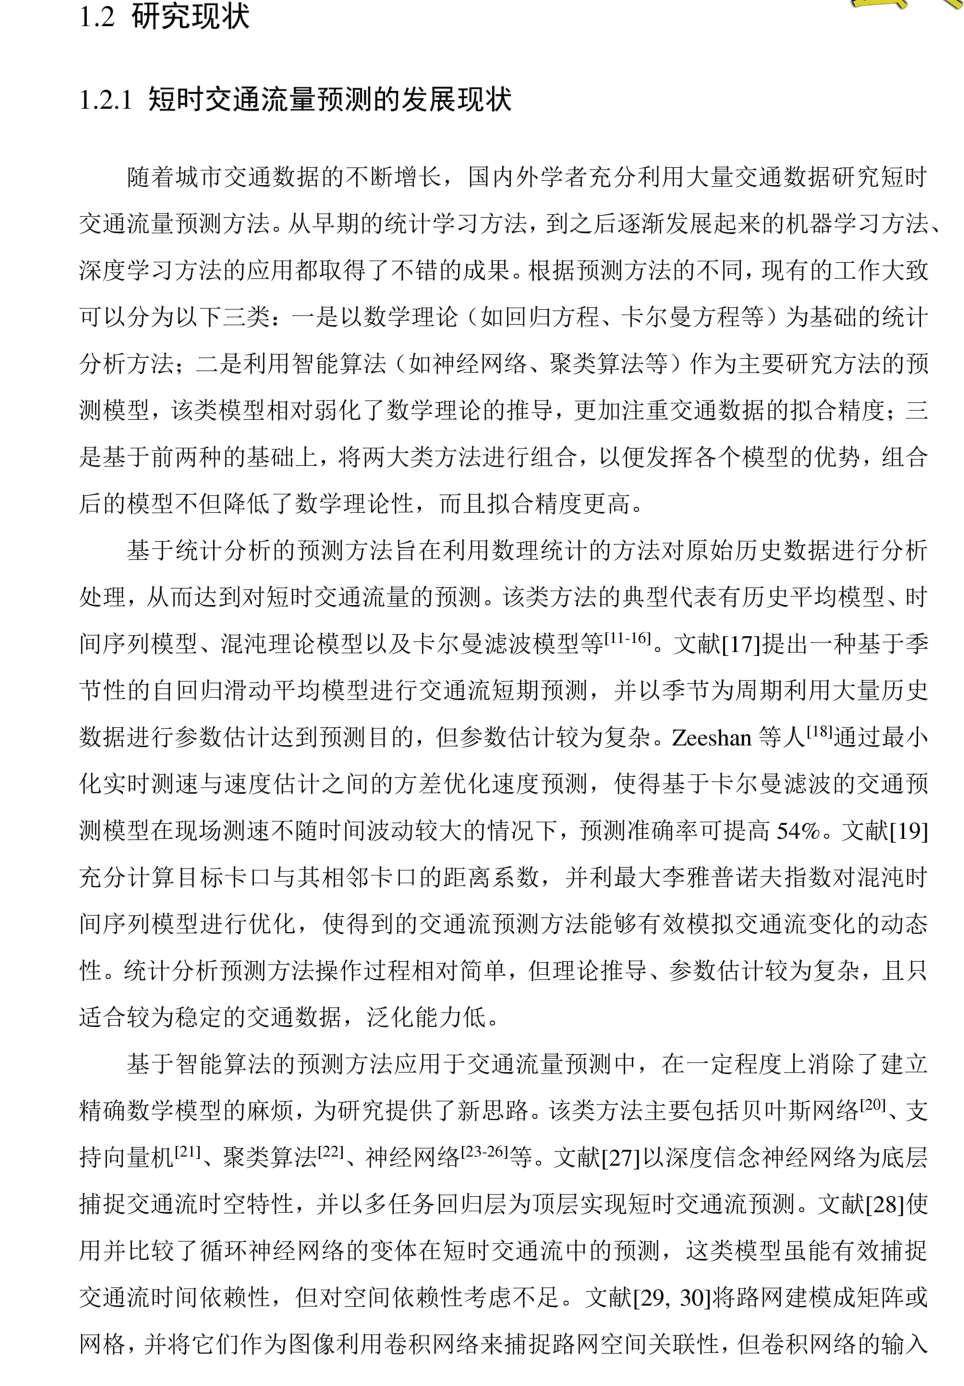 1.2 研究现状
1.2.1 短时交通流量预测的发展现状
随着城市交通数据的不断增长，国内外学者充分利用大量交通数据研究短时
交通流量预测方法。从早期的统计学习方法，到之后逐渐发展起来的机器学习方法、
深度学习方法的应用都取得了不错的成果。根据预测方法的不同，现有的工作大致
可以分为以下三类：一是以数学理论（如回归方程、卡尔曼方程等）为基础的统计
分析方法；二是利用智能算法（如神经网络、聚类算法等）作为主要研究方法的预
测模型，该类模型相对弱化了数学理论的推导，更加注重交通数据的拟合精度；三
是基于前两种的基础上，将两大类方法进行组合，以便发挥各个模型的优势，组合
后的模型不但降低了数学理论性，而且拟合精度更高。
基于统计分析的预测方法旨在利用数理统计的方法对原始历史数据进行分析
处理，从而达到对短时交通流量的预测。该类方法的典型代表有历史平均模型、时
间序列模型、混沌理论模型以及卡尔曼滤波模型等[11-16]。文献[17]提出一种基于季
节性的自回归滑动平均模型进行交通流短期预测，并以季节为周期利用大量历史
数据进行参数估计达到预测目的，但参数估计较为复杂。Zeeshan 等人[18]通过最小
化实时测速与速度估计之间的方差优化速度预测，使得基于卡尔曼滤波的交通预
测模型在现场测速不随时间波动较大的情况下，预测准确率可提高 54%。文献[19]
充分计算目标卡口与其相邻卡口的距离系数，并利最大李雅普诺夫指数对混沌时
间序列模型进行优化，使得到的交通流预测方法能够有效模拟交通流变化的动态
性。统计分析预测方法操作过程相对简单，但理论推导、参数估计较为复杂，且只
适合较为稳定的交通数据，泛化能力低。
基于智能算法的预测方法应用于交通流量预测中，在一定程度上消除了建立
精确数学模型的麻烦，为研究提供了新思路。该类方法主要包括贝叶斯网络[20]、支
持向量机[21]、聚类算法[22]、神经网络[23-26]等。文献[27]以深度信念神经网络为底层
捕捉交通流时空特性，并以多任务回归层为顶层实现短时交通流预测。文献[28]使
用并比较了循环神经网络的变体在短时交通流中的预测，这类模型虽能有效捕捉
交通流时间依赖性，但对空间依赖性考虑不足。文献[29, 30]将路网建模成矩阵或
网格，并将它们作为图像利用卷积网络来捕捉路网空间关联性，但卷积网络的输入